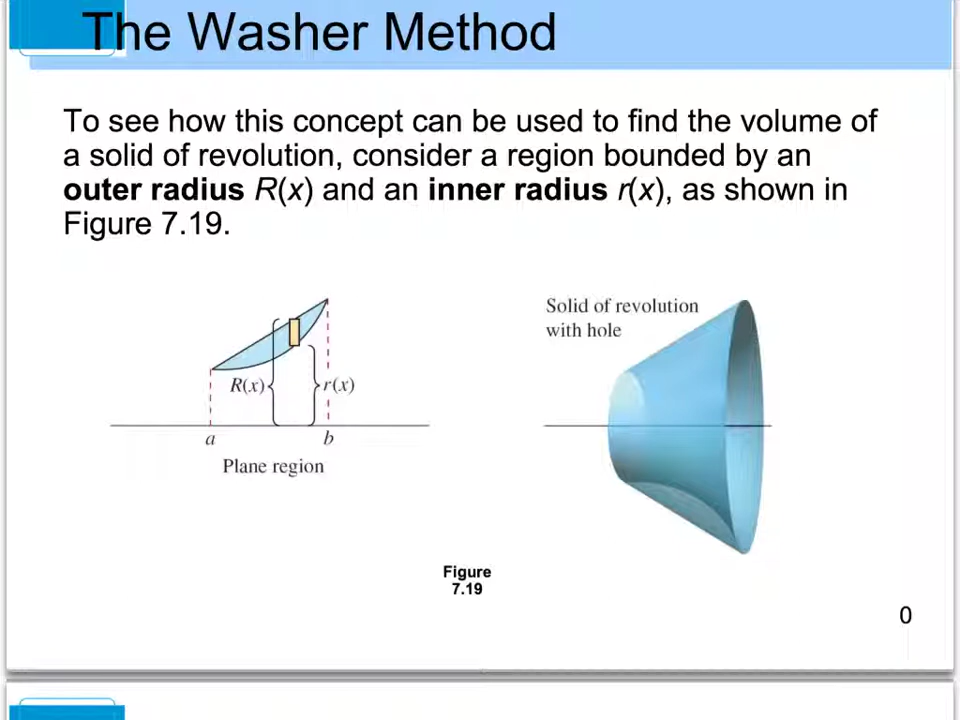 The Washer Method
To see how this concept can be used to find the volume of
a solid of revolution, consider a region bounded by an
outer radius R(x) and an inner radius r(x), as shown in
Figure 7.19.
Solid of revolution
with hole
R(x)
r(x)
a
b
Plane region
Figure
7.19
0